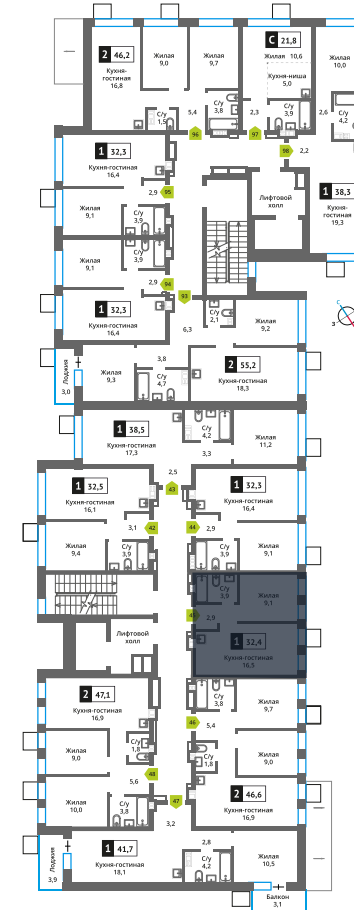 2 46,2
Кухня-
гостиная
16,8
Жилая
9,0
Жилая
9,7
С 21,8
Жилая 10,6
Кухня-ниша
5,0
Жилая
10,0
С/у
1,5
5,4
С/у
3,8
2,3
С/у
3,9
2,6
С/у
4,2
96
97
98
2,2
1 32,3
Кухня-гостиная
16,4
2,9
95
Жилая
9,1
С/у
3,9
Лифтовой
холл
1 38,3
Кухня-
гостиная
19,3
С/у
3,9
Жилая
9,1
2,9
94
93
1 32,3
Кухня-гостиная
16,4
6,3
С/у
2,1
Жилая
9,2
С
З
Лоджия
3,0
Жилая
9,3
3,8
С/у
4,7
2 55,2
Кухня-гостиная
18,3
1 38,5
Кухня-гостиная
17,3
С/у
4,2
3,3
Жилая
11,2
2,5
43
1 32,5
Кухня-гостиная
16,1
1 32,3
Кухня-гостиная
16,4
3,1
42
44
2,9
Жилая
9,4
С/у
3,9
С/у
3,9
Жилая
9,1
С/у
3,9
Жилая
9,1
2,9
Лифтовой
холл
1 32,4
Кухня-гостиная
16,5
2 47,1
Кухня-гостиная
16,9
С/у
3,8
Жилая
9,7
46
5,4
Жилая
9,0
С/у
1,8
С/у
1,8
Жилая
9,0
5,6
48
Жилая
10,0
С/у
3,8
47
2 46,6
Кухня-гостиная
16,9
3,2
Лоджия
3,9
1 41,7
Кухня-гостиная
18,1
2,8
С/у
4,2
Жилая
10,5
Балкон
3,1